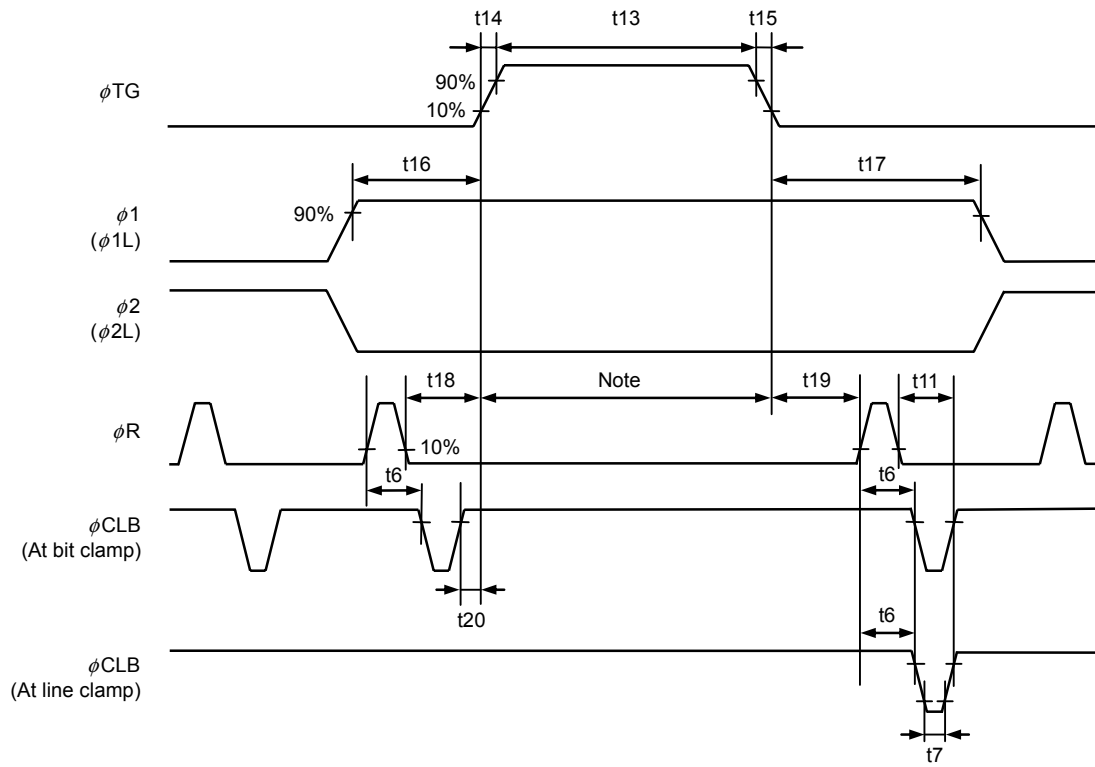 t14
t13
t15
90%
ϕTG
10%
t16
t17
90%
ϕ1
(ϕ1L)
ϕ2
(ϕ2L)
t18
Note
t19
t11
ϕR
10%
t6
t6
ϕCLB
(At bit clamp)
t20
t6
ϕCLB
(At line clamp)
t7